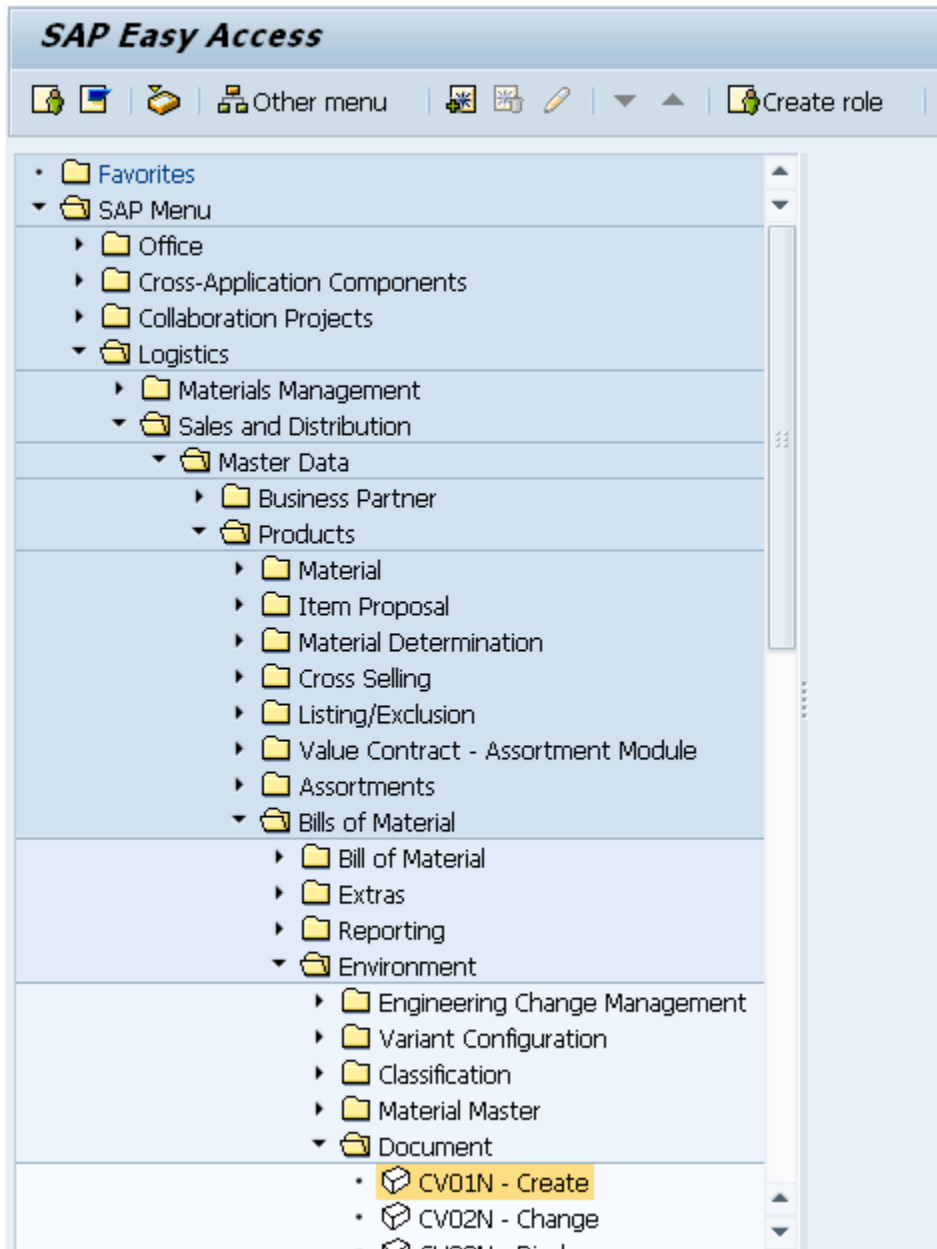 SAP Easy Access
Other menu Create role
Favorites
SAP Menu
Office
Cross-Application Components
Collaboration Projects
Logistics
Materials Management
Sales and Distribution
Master Data
Business Partner
Products
Material
Item Proposal
Material Determination
Cross Selling
Listing/Exclusion
Value Contract - Assortment Module
Assortments
Bills of Material
Bill of Material
Extras
Reporting
Environment
Engineering Change Management
Variant Configuration
Classification
Material Master
Document
CV01N - Create
CV02N - Change